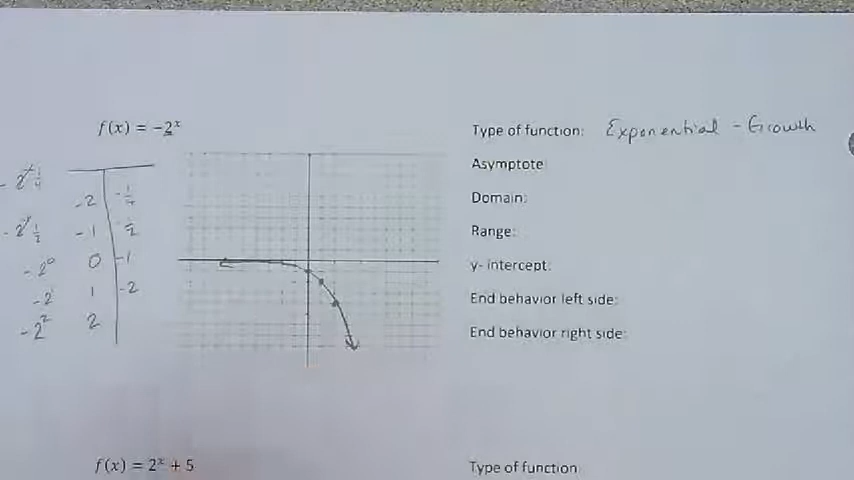 f(x) = -2ˣ
Type of function: Exponential - Growth
Asymptote
Domain:
Range:
y- intercept:
End behavior left side:
End behavior right side:
-2 -1/4
-1 1/2
-2⁰ 0 -1
-2 1 -2
-2² 2
f(x) = 2ˣ + 5
Type of function